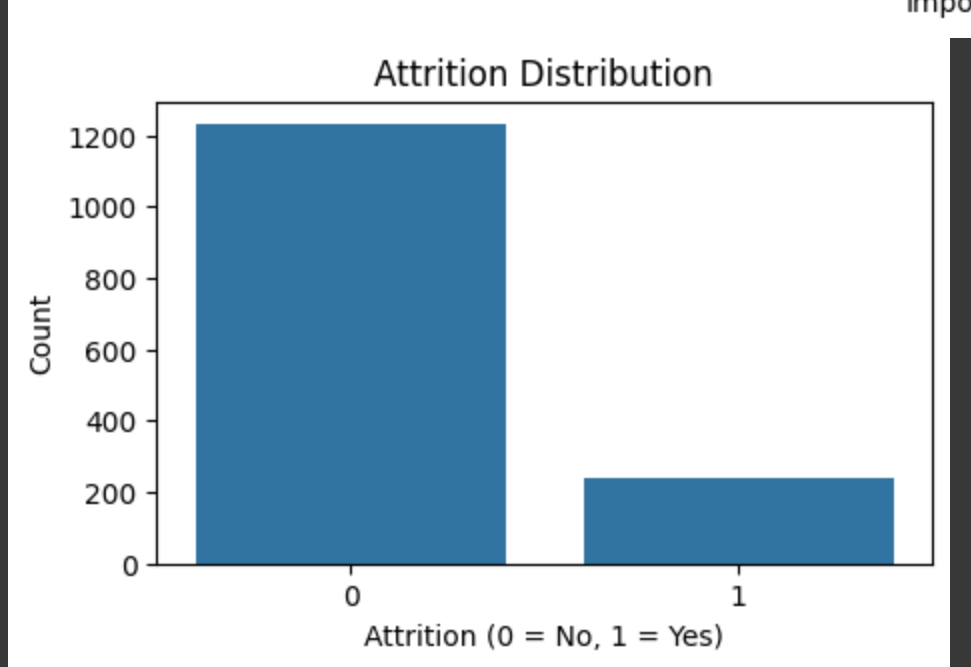 Attrition Distribution
1200
1000
800
600
400
200
0
Count
0 1
Attrition (0 = No, 1 = Yes)